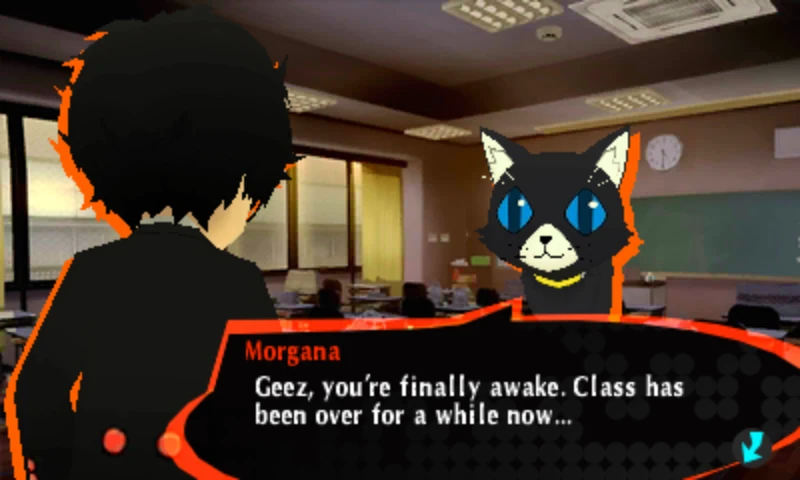 Morgana
Geez, you're finally awake. Class has
been over for a while now...